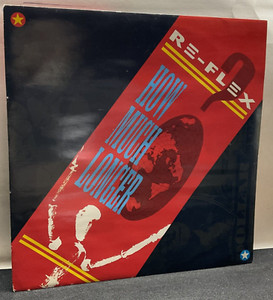 RE-FLEX
HOW
MUCH
LONGER
?